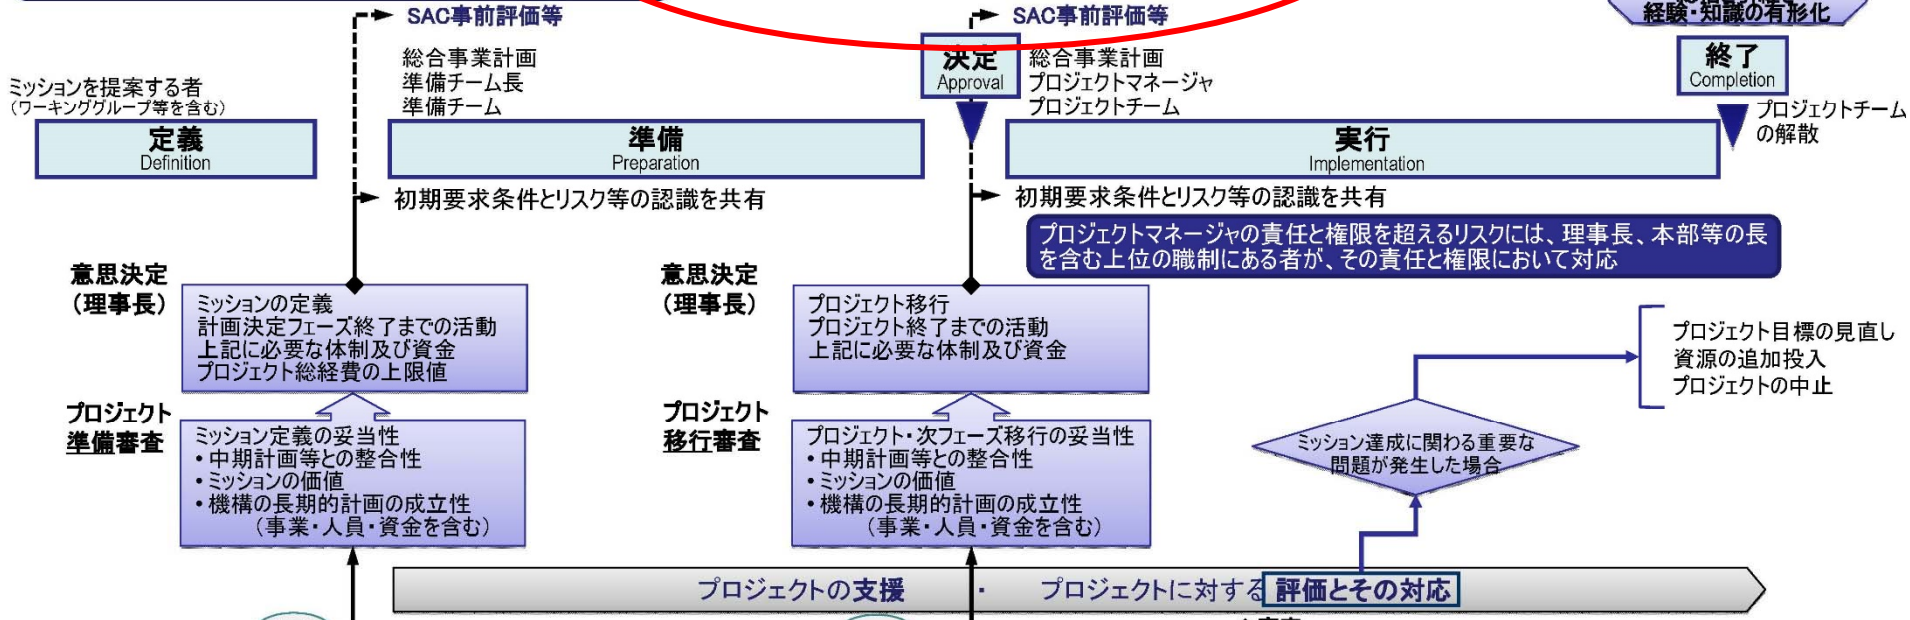 SAC事前評価等
SAC事前評価等
経験・知識の有形化
ミッションを提案する者
（ワーキンググループ等を含む）
総合事業計画
準備チーム長
準備チーム
決定
Approval
総合事業計画
プロジェクトマネージャ
プロジェクトチーム
終了
Completion
プロジェクトチーム
の解散
定義
Definition
準備
Preparation
実行
Implementation
初期要求条件とリスク等の認識を共有
初期要求条件とリスク等の認識を共有
プロジェクトマネージャの責任と権限を超えるリスクには、理事長、本部等の長
を含む上位の職制にある者が、その責任と権限において対応
意思決定
（理事長）
ミッションの定義
計画決定フェーズ終了までの活動
上記に必要な体制及び資金
プロジェクト総経費の上限値
意思決定
（理事長）
プロジェクト移行
プロジェクト終了までの活動
上記に必要な体制及び資金
プロジェクト目標の見直し
資源の追加投入
プロジェクトの中止
プロジェクト
準備審査
ミッション定義の妥当性
・中期計画等との整合性
・ミッションの価値
・機構の長期的計画の成立性
（事業・人員・資金を含む）
プロジェクト
移行審査
プロジェクト・次フェーズ移行の妥当性
・中期計画等との整合性
・ミッションの価値
・機構の長期的計画の成立性
（事業・人員・資金を含む）
ミッション達成に関わる重要な
問題が発生した場合
プロジェクトの支援 ・ プロジェクトに対する 評価とその対応